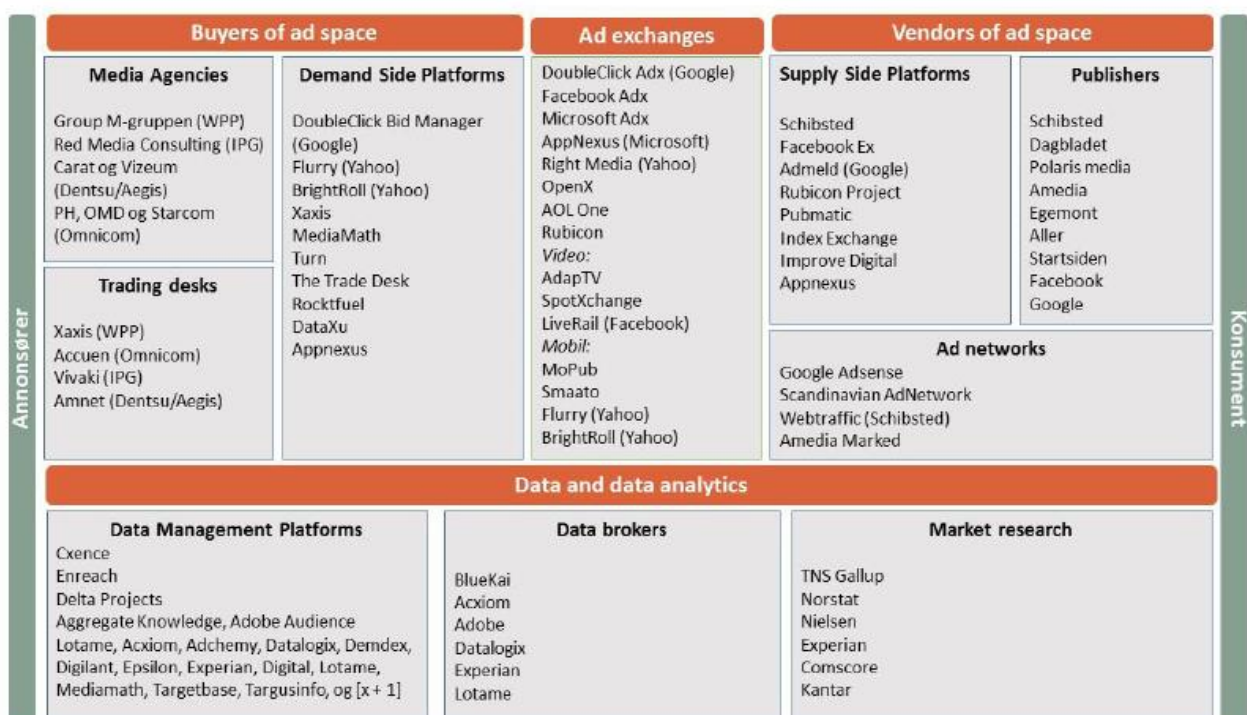 Annonsører
Buyers of ad space
Media Agencies
Group M-gruppen (WPP)
Red Media Consulting (IPG)
Carat og Vizeum
(Dentsu/Aegis)
PH, OMD og Starcom
(Omnicom)
Trading desks
Xaxis (WPP)
Accuen (Omnicom)
Vivaki (IPG)
Amnet (Dentsu/Aegis)
Demand Side Platforms
DoubleClick Bid Manager
(Google)
Flurry (Yahoo)
BrightRoll (Yahoo)
Xaxis
MediaMath
Turn
The Trade Desk
Rocktfuel
DataXu
Appnexus
Ad exchanges
DoubleClick Adx (Google)
Facebook Adx
Microsoft Adx
AppNexus (Microsoft)
Right Media (Yahoo)
OpenX
AOL One
Rubicon
Video:
AdapTV
SpotXchange
LiveRail (Facebook)
Mobil:
MoPub
Smaato
Flurry (Yahoo)
BrightRoll (Yahoo)
Vendors of ad space
Supply Side Platforms
Schibsted
Facebook Ex
Admeld (Google)
Rubicon Project
Pubmatic
Index Exchange
Improve Digital
Appnexus
Publishers
Schibsted
Dagbladet
Polaris media
Amedia
Egemont
Aller
Startsiden
Facebook
Google
Ad networks
Google Adsense
Scandinavian AdNetwork
Webtraffic (Schibsted)
Amedia Marked
Konsument
Data and data analytics
Data Management Platforms
Cxence
Enreach
Delta Projects
Aggregate Knowledge, Adobe Audience
Lotame, Acxiom, Adchemy, Datalogix, Demdex,
Digilant, Epsilon, Experian, Digital, Lotame,
Mediamath, Targetbase, Targusinfo, og [x + 1]
Data brokers
BlueKai
Acxiom
Adobe
Datalogix
Experian
Lotame
Market research
TNS Gallup
Norstat
Nielsen
Experian
Comscore
Kantar